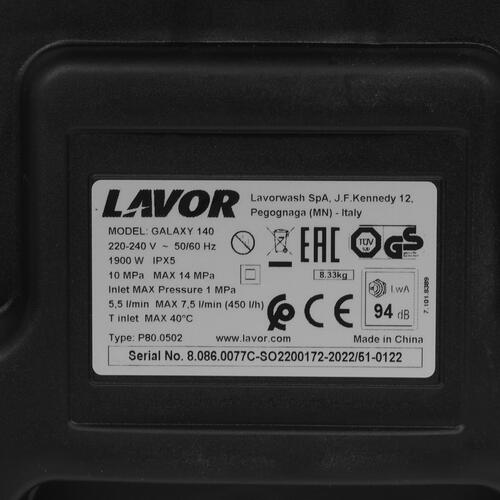 LAVOR
Lavorwash SpA, J.F.Kennedy 12,
Pegognaga (MN) - Italy
MODEL: GALAXY 140
220-240 V ~ 50/60 Hz
1900 W IPX5
10 MPa MAX 14 MPa
Inlet MAX Pressure 1 MPa
5,5 l/min MAX 7,5 l/min (450 l/h)
T inlet MAX 40°C
Type: P80.0502
EAC
TÜV
GS
8.33kg
CE
LWA
94 dB
7.101.8389
www.lavor.com
Made in China
Serial No. 8.086.0077C-SO2200172-2022/51-0122